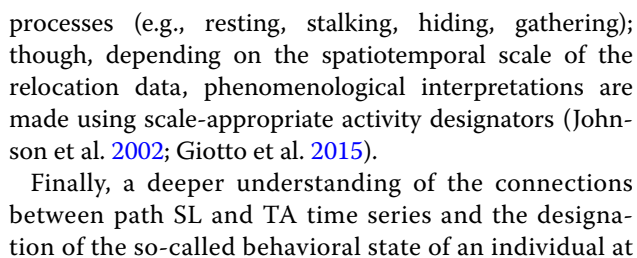 processes (e.g., resting, stalking, hiding, gathering);
though, depending on the spatiotemporal scale of the
relocation data, phenomenological interpretations are
made using scale-appropriate activity designators (John-
son et al. 2002; Giotto et al. 2015).
Finally, a deeper understanding of the connections
between path SL and TA time series and the designa-
tion of the so-called behavioral state of an individual at